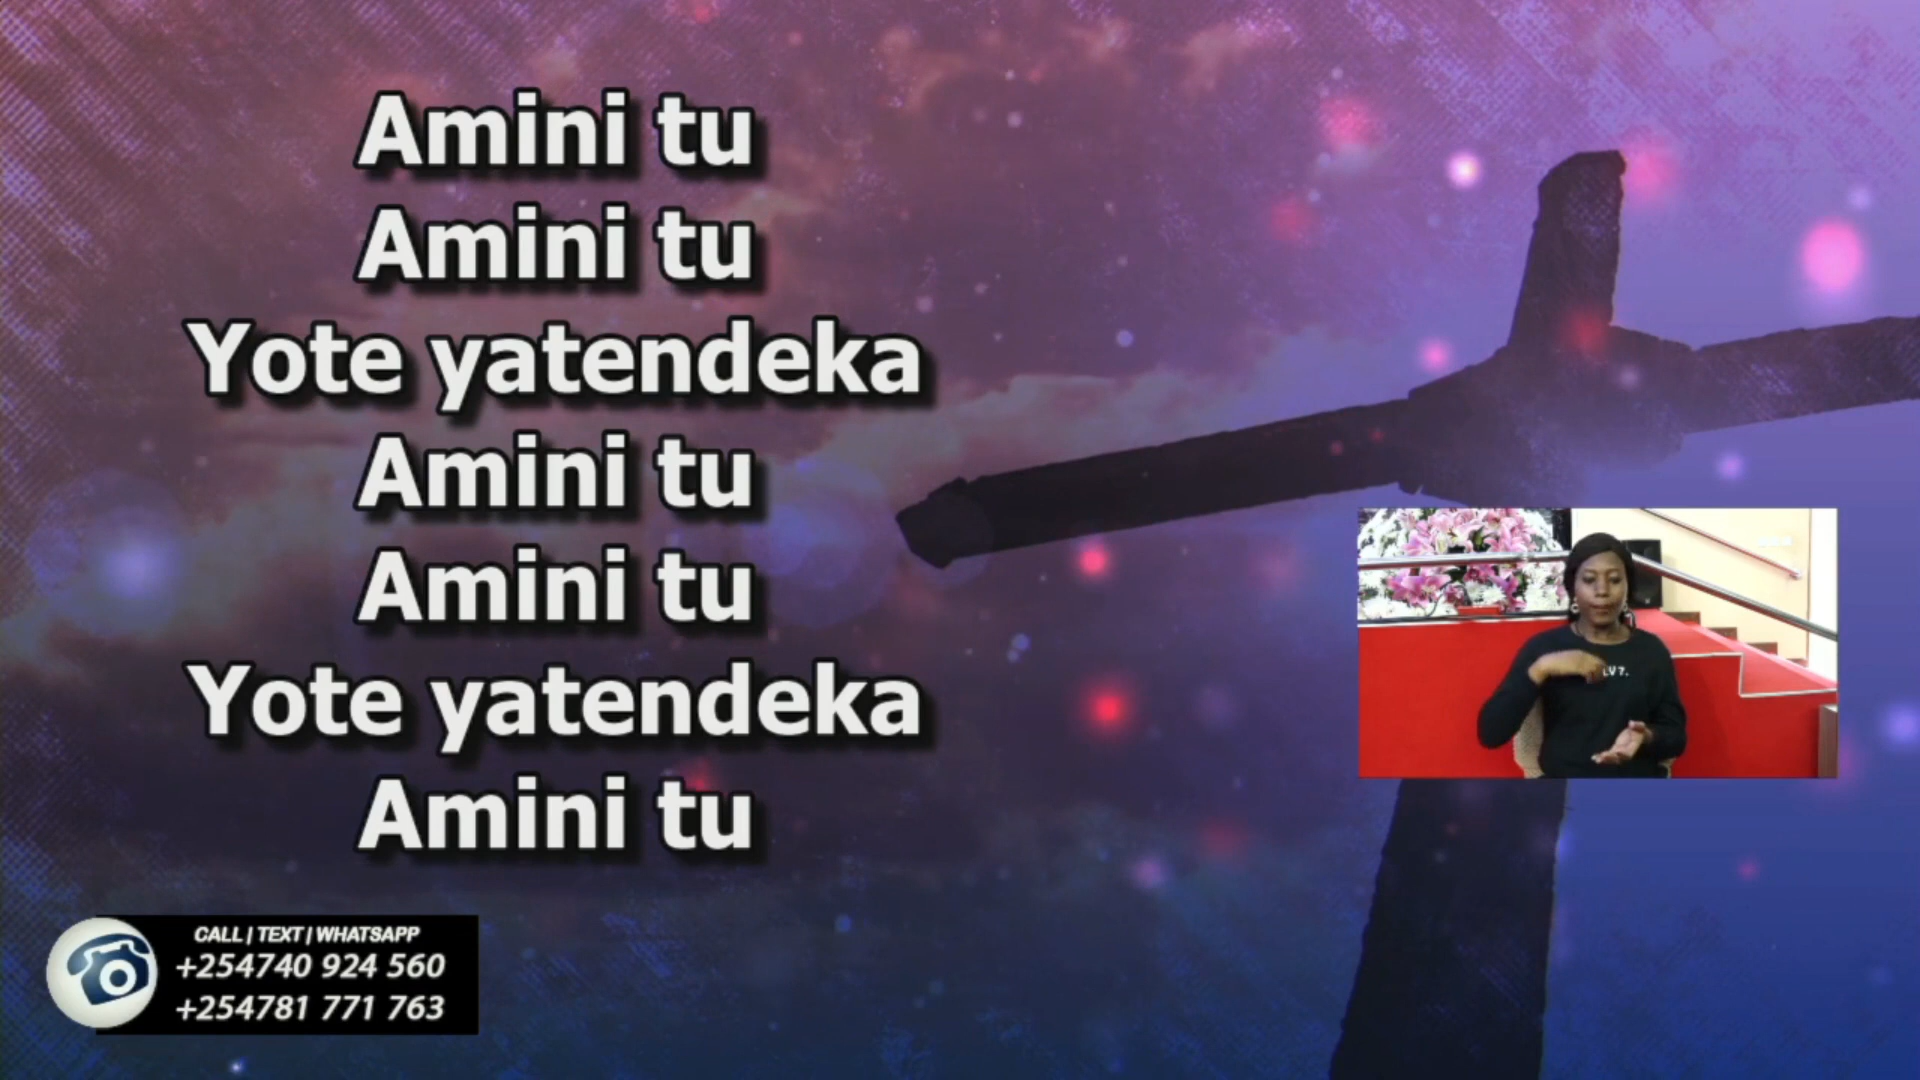 Amini tu
Amini tu
Yote yatendeka
Amini tu
Amini tu
Yote yatendeka
Amini tu
CALL | TEXT | WHATSAPP
+254740 924 560
+254781 771 763